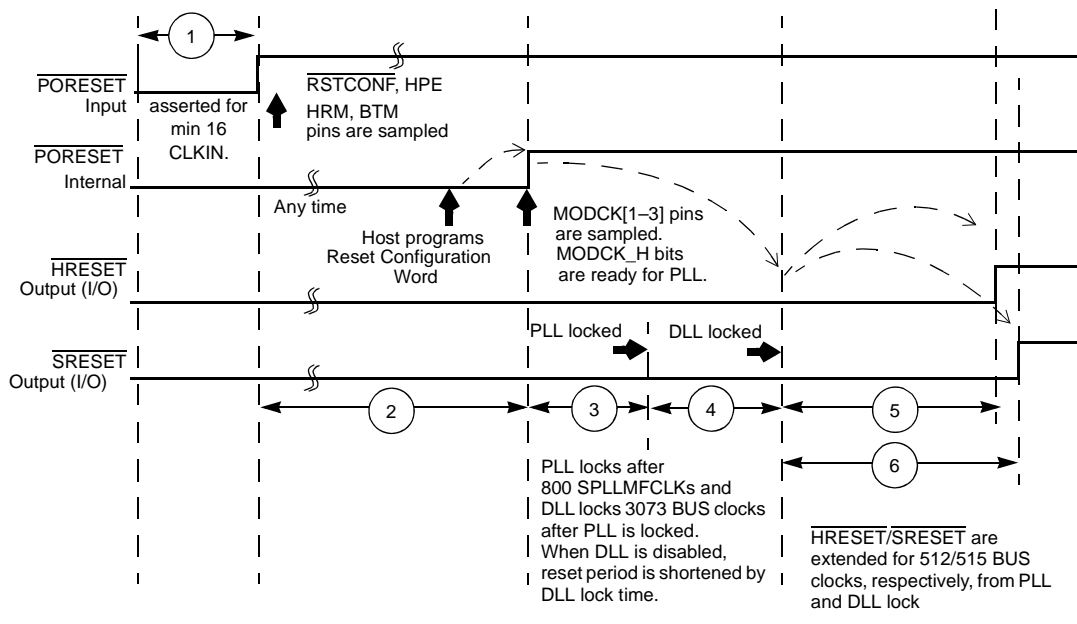 1
PORESET
Input
asserted for
min 16
CLKIN.
RSTCONF, HPE
HRM, BTM
pins are sampled
PORESET
Internal
Any time
Host programs
Reset Configuration
Word
MODCK[1–3] pins
are sampled.
MODCK_H bits
are ready for PLL.
HRESET
Output (I/O)
PLL locked
DLL locked
SRESET
Output (I/O)
2
3
4
5
6
PLL locks after
800 SPLLMFCLKs and
DLL locks 3073 BUS clocks
after PLL is locked.
When DLL is disabled,
reset period is shortened by
DLL lock time.
HRESET/SRESET are
extended for 512/515 BUS
clocks, respectively, from PLL
and DLL lock